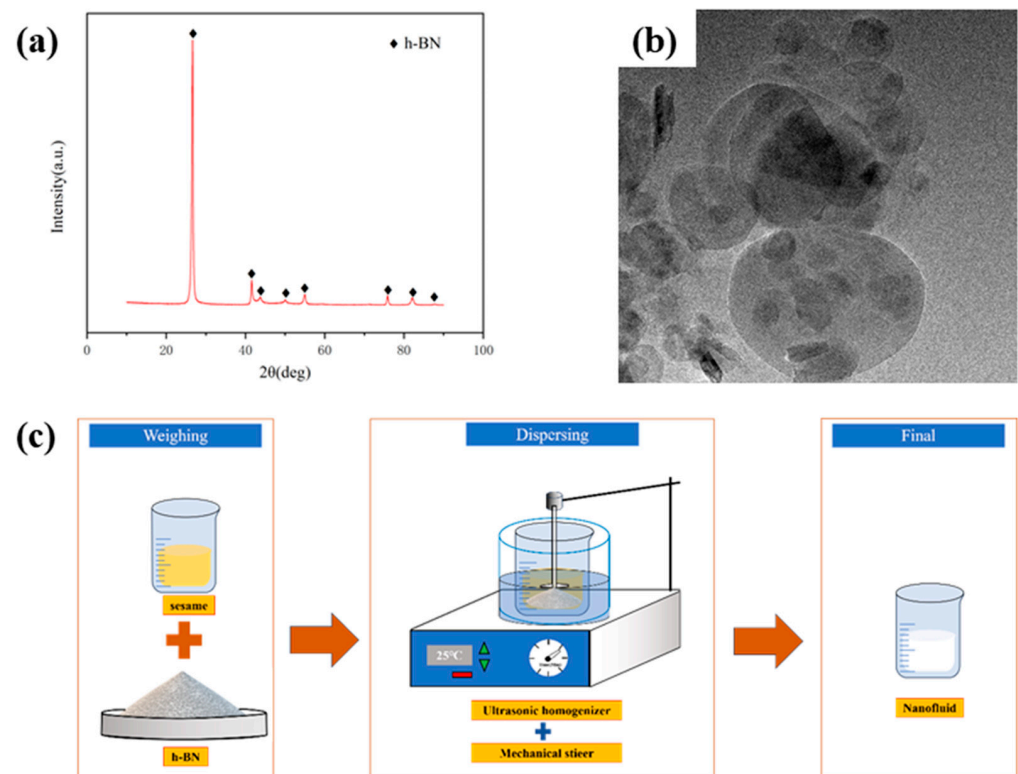 (a)
◆ h-BN
Intensity(a.u.)
0 20 40 60 80 100
2θ(deg)
(b)
(c)
Weighing
sesame
h-BN
Dispersing
25℃
Ultrasonic homogenizer
Mechanical stieer
Final
Nanofluid